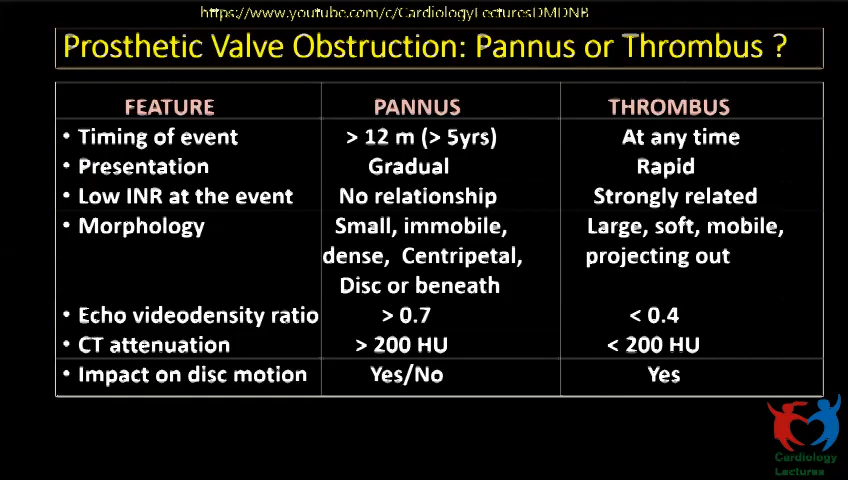 https://www.youtube.com/c/CardiologyLecturesDMDNB
Prosthetic Valve Obstruction: Pannus or Thrombus ?
FEATURE PANNUS THROMBUS
• Timing of event > 12 m (> 5yrs) At any time
• Presentation Gradual Rapid
• Low INR at the event No relationship Strongly related
• Morphology Small, immobile, Large, soft, mobile,
dense, Centripetal, projecting out
Disc or beneath
• Echo videodensity ratio > 0.7 < 0.4
• CT attenuation > 200 HU < 200 HU
• Impact on disc motion Yes/No Yes
Cardiology
Lectures